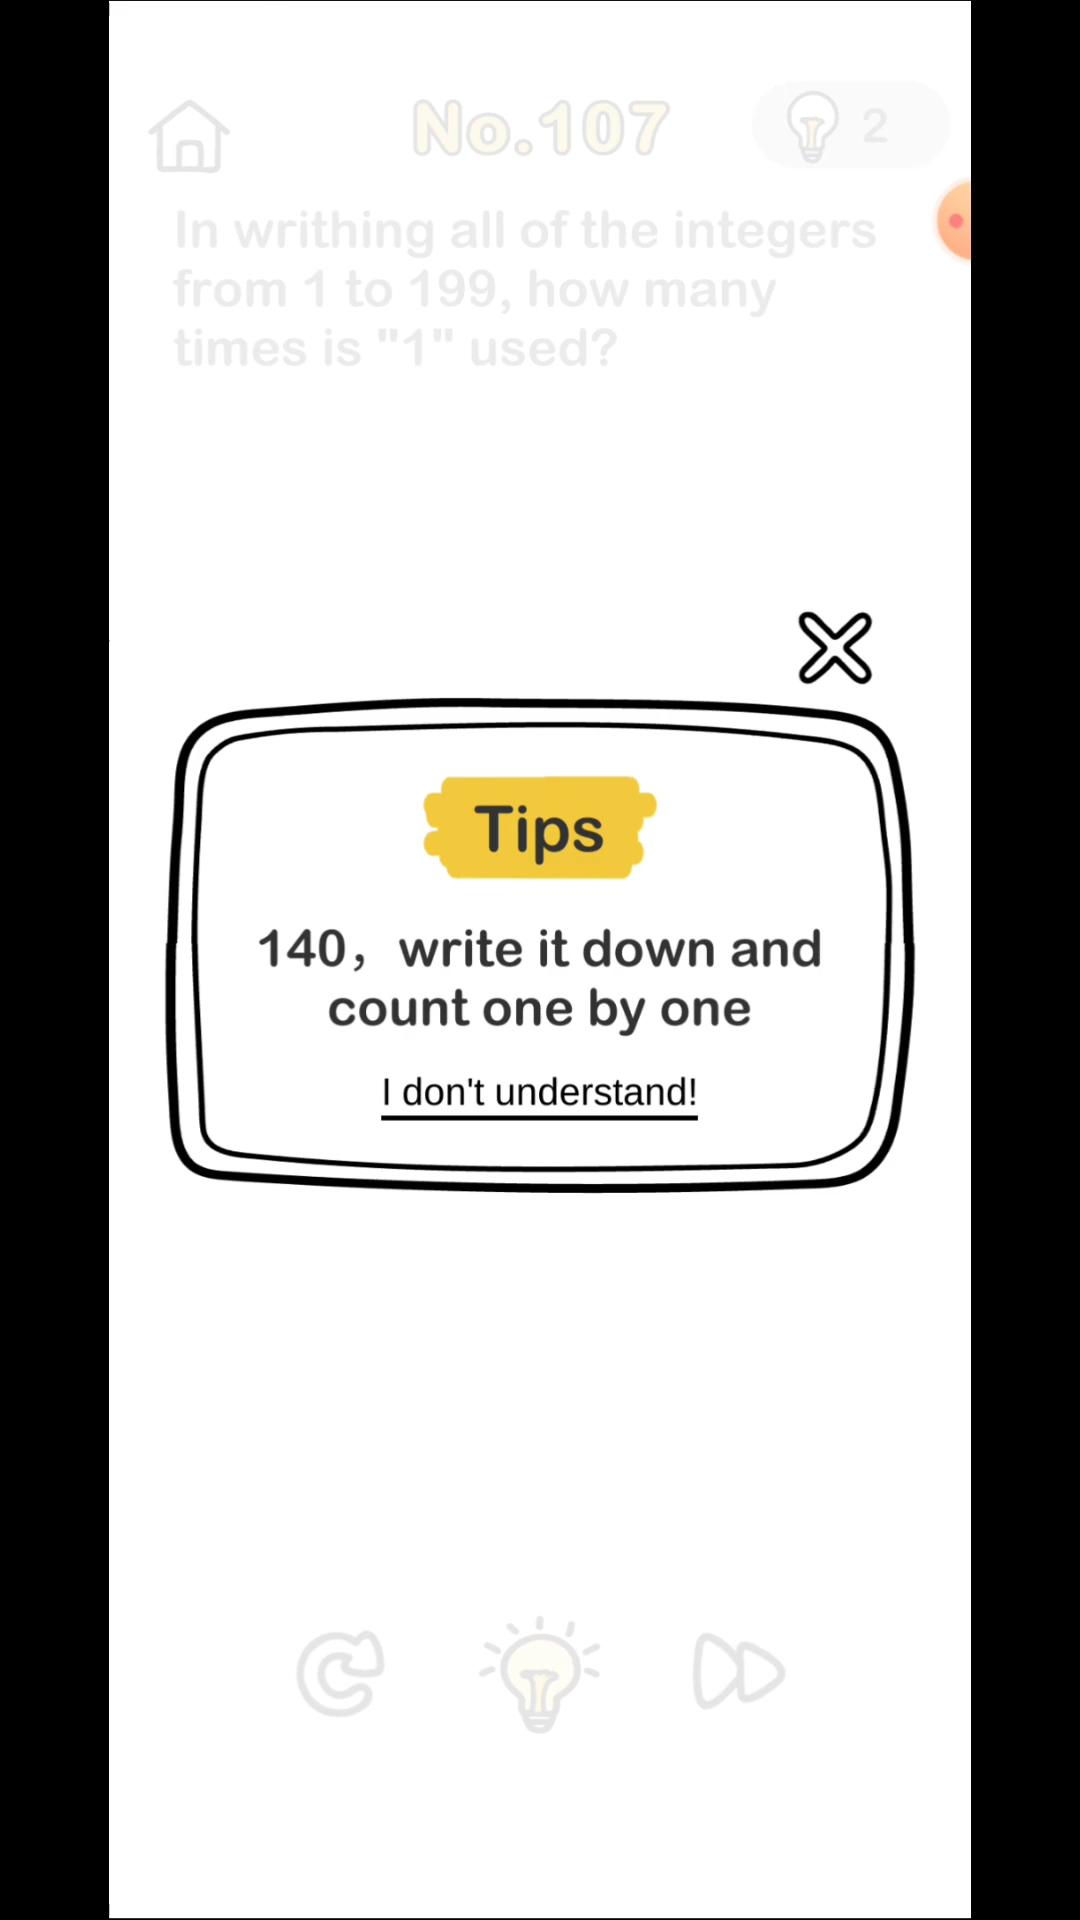 No.107
2
In writhing all of the integers
from 1 to 199, how many
times is "1" used?
Tips
140, write it down and
count one by one
I don't understand!